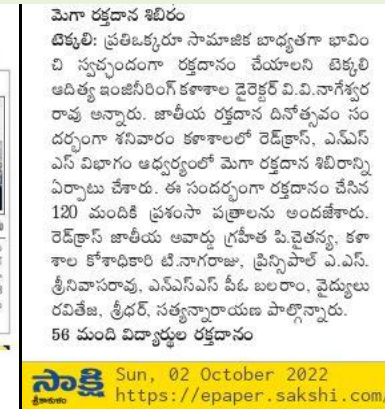 మెగా రక్తదాన శిబిరం
టెక్కలి: ప్రతిఒక్కరూ సామాజిక బాధ్యతగా భావిం
చి స్వచ్ఛందంగా రక్తదానం చేయాలని టెక్కలి
ఆదిత్య ఇంజినీరింగ్ కళాశాల డైరెక్టర్ వి.వి.నాగేశ్వర
రావు అన్నారు. జాతీయ రక్తదాన దినోత్సవం సం
దర్భంగా శనివారం కళాశాలలో రెడ్‌క్రాస్, ఎన్ఎస్
ఎస్ విభాగం ఆధ్వర్యంలో మెగా రక్తదాన శిబిరాన్ని
ఏర్పాటు చేశారు. ఈ సందర్భంగా రక్తదానం చేసిన
120 మందికి ప్రశంసా పత్రాలను అందజేశారు.
రెడ్‌క్రాస్ జాతీయ అవార్డు గ్రహీత పి.చైతన్య, కళా
శాల కోశాధికారి టి.నాగరాజు, ప్రిన్సిపాల్ ఎ.ఎస్.
శ్రీనివాసరావు, ఎన్ఎస్ఎస్ పీఓ బలరాం, వైద్యులు
రవితేజ, శ్రీధర్, సత్యన్నారాయణ పాల్గొన్నారు.
56 మంది విద్యార్థుల రక్తదానం
సాక్షి Sun, 02 October 2022
శ్రీకాకుళం https://epaper.sakshi.com/